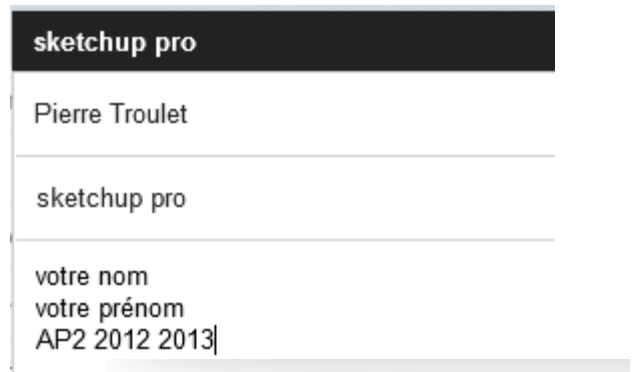 sketchup pro
Pierre Troulet
sketchup pro
votre nom
votre prénom
AP2 2012 2013